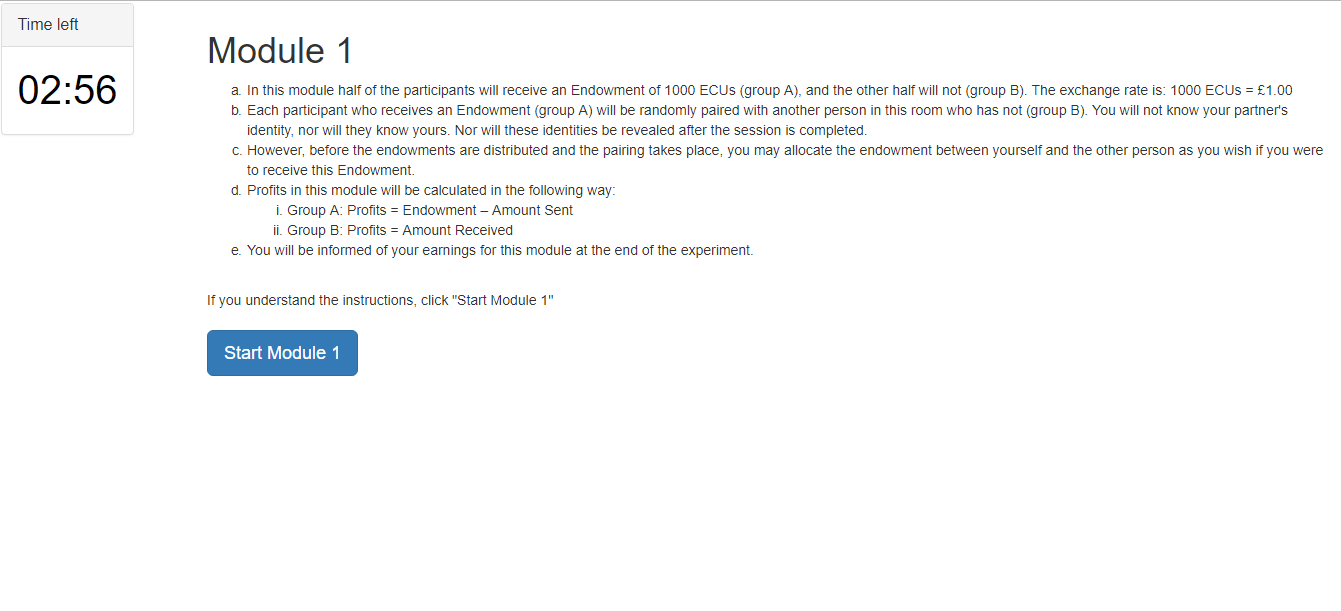 Time left
02:56
Module 1
a. In this module half of the participants will receive an Endowment of 1000 ECUs (group A), and the other half will not (group B). The exchange rate is: 1000 ECUs = £1.00
b. Each participant who receives an Endowment (group A) will be randomly paired with another person in this room who has not (group B). You will not know your partner's
identity, nor will they know yours. Nor will these identities be revealed after the session is completed.
c. However, before the endowments are distributed and the pairing takes place, you may allocate the endowment between yourself and the other person as you wish if you were
to receive this Endowment.
d. Profits in this module will be calculated in the following way:
i. Group A: Profits = Endowment – Amount Sent
ii. Group B: Profits = Amount Received
e. You will be informed of your earnings for this module at the end of the experiment.
If you understand the instructions, click "Start Module 1"
Start Module 1